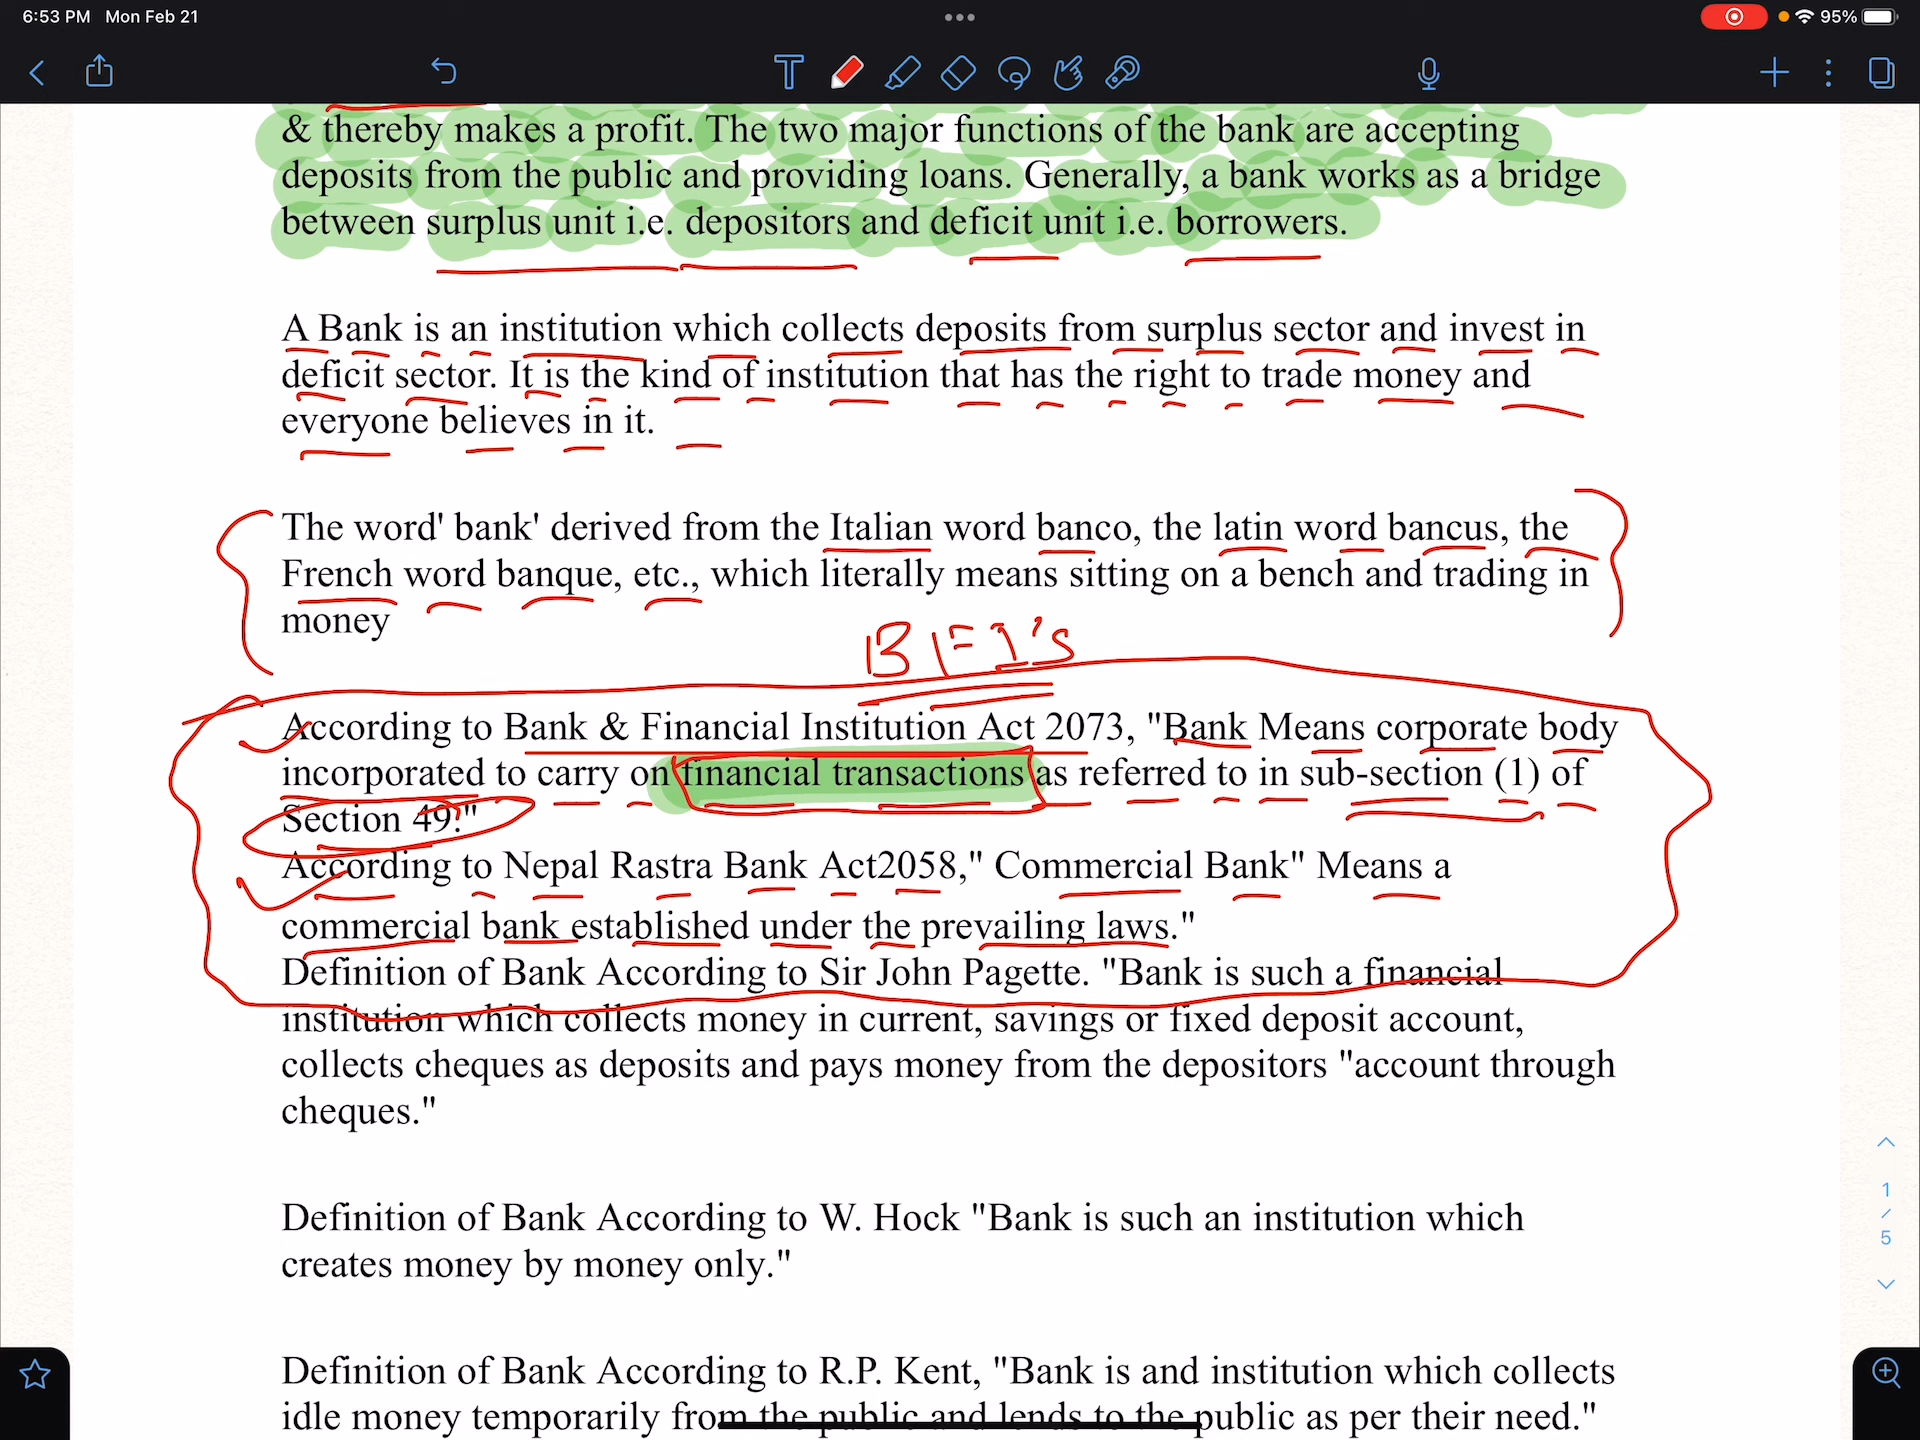 6:53 PM Mon Feb 21
95%
& thereby makes a profit. The two major functions of the bank are accepting
deposits from the public and providing loans. Generally, a bank works as a bridge
between surplus unit i.e. depositors and deficit unit i.e. borrowers.
A Bank is an institution which collects deposits from surplus sector and invest in
deficit sector. It is the kind of institution that has the right to trade money and
everyone believes in it.
The word' bank' derived from the Italian word banco, the latin word bancus, the
French word banque, etc., which literally means sitting on a bench and trading in
money
BFI's
According to Bank & Financial Institution Act 2073, "Bank Means corporate body
incorporated to carry on financial transactions as referred to in sub-section (1) of
Section 49."
According to Nepal Rastra Bank Act2058," Commercial Bank" Means a
commercial bank established under the prevailing laws."
Definition of Bank According to Sir John Pagette. "Bank is such a financial
institution which collects money in current, savings or fixed deposit account,
collects cheques as deposits and pays money from the depositors "account through
cheques."
Definition of Bank According to W. Hock "Bank is such an institution which
creates money by money only."
Definition of Bank According to R.P. Kent, "Bank is and institution which collects
idle money temporarily from the public and lends to the public as per their need."
1
/
5